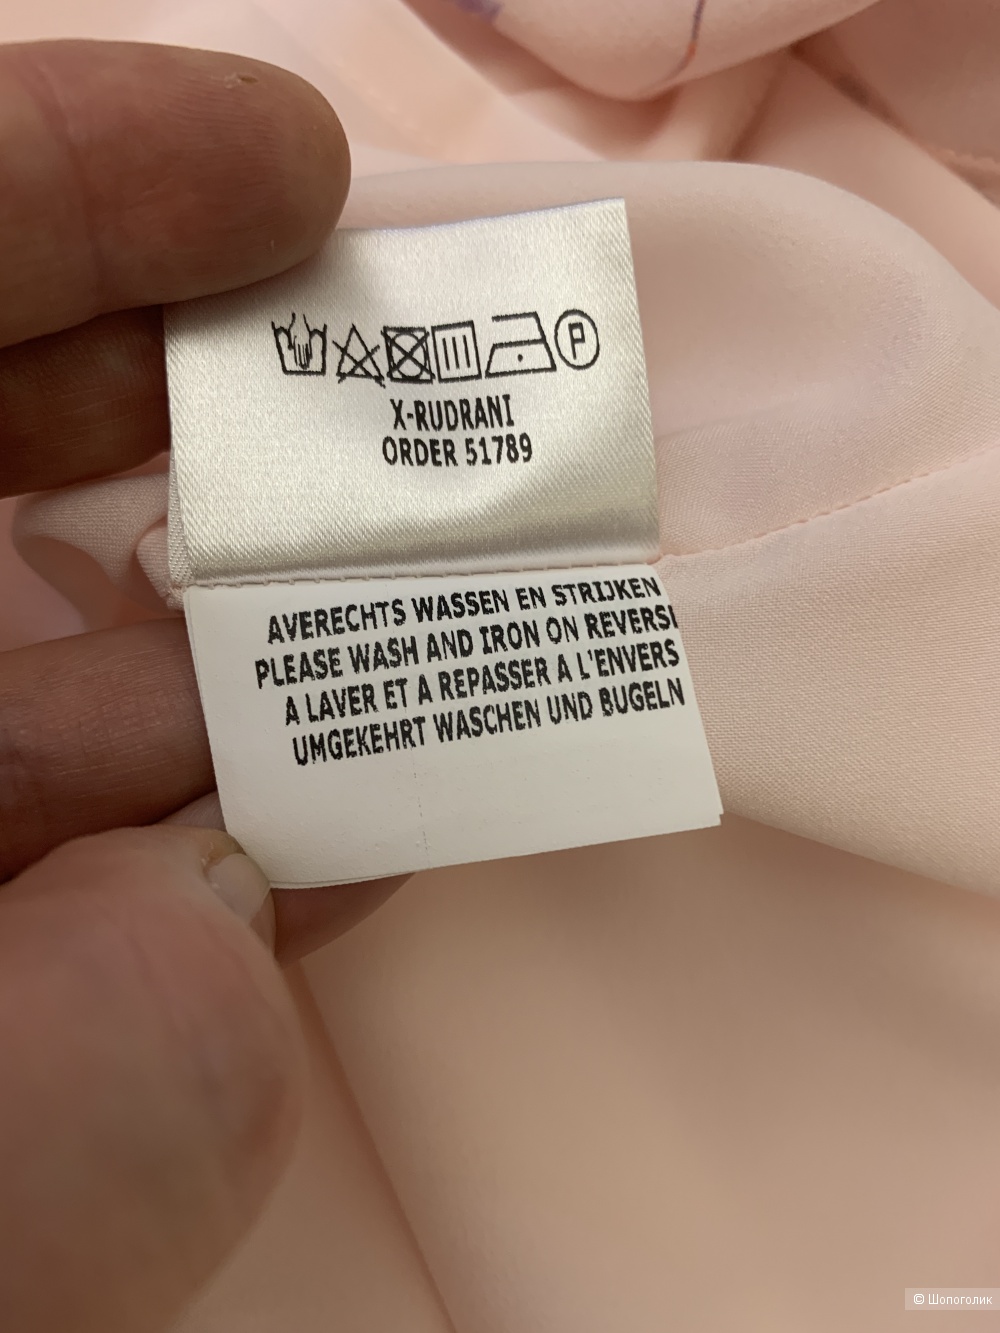 P
X-RUDRANI
ORDER 51789
AVERECHTS WASSEN EN STRIJKEN
PLEASE WASH AND IRON ON REVERSE
A LAVER ET A REPASSER A L'ENVERS
UMGEKEHRT WASCHEN UND BUGELN
© Шопоголик